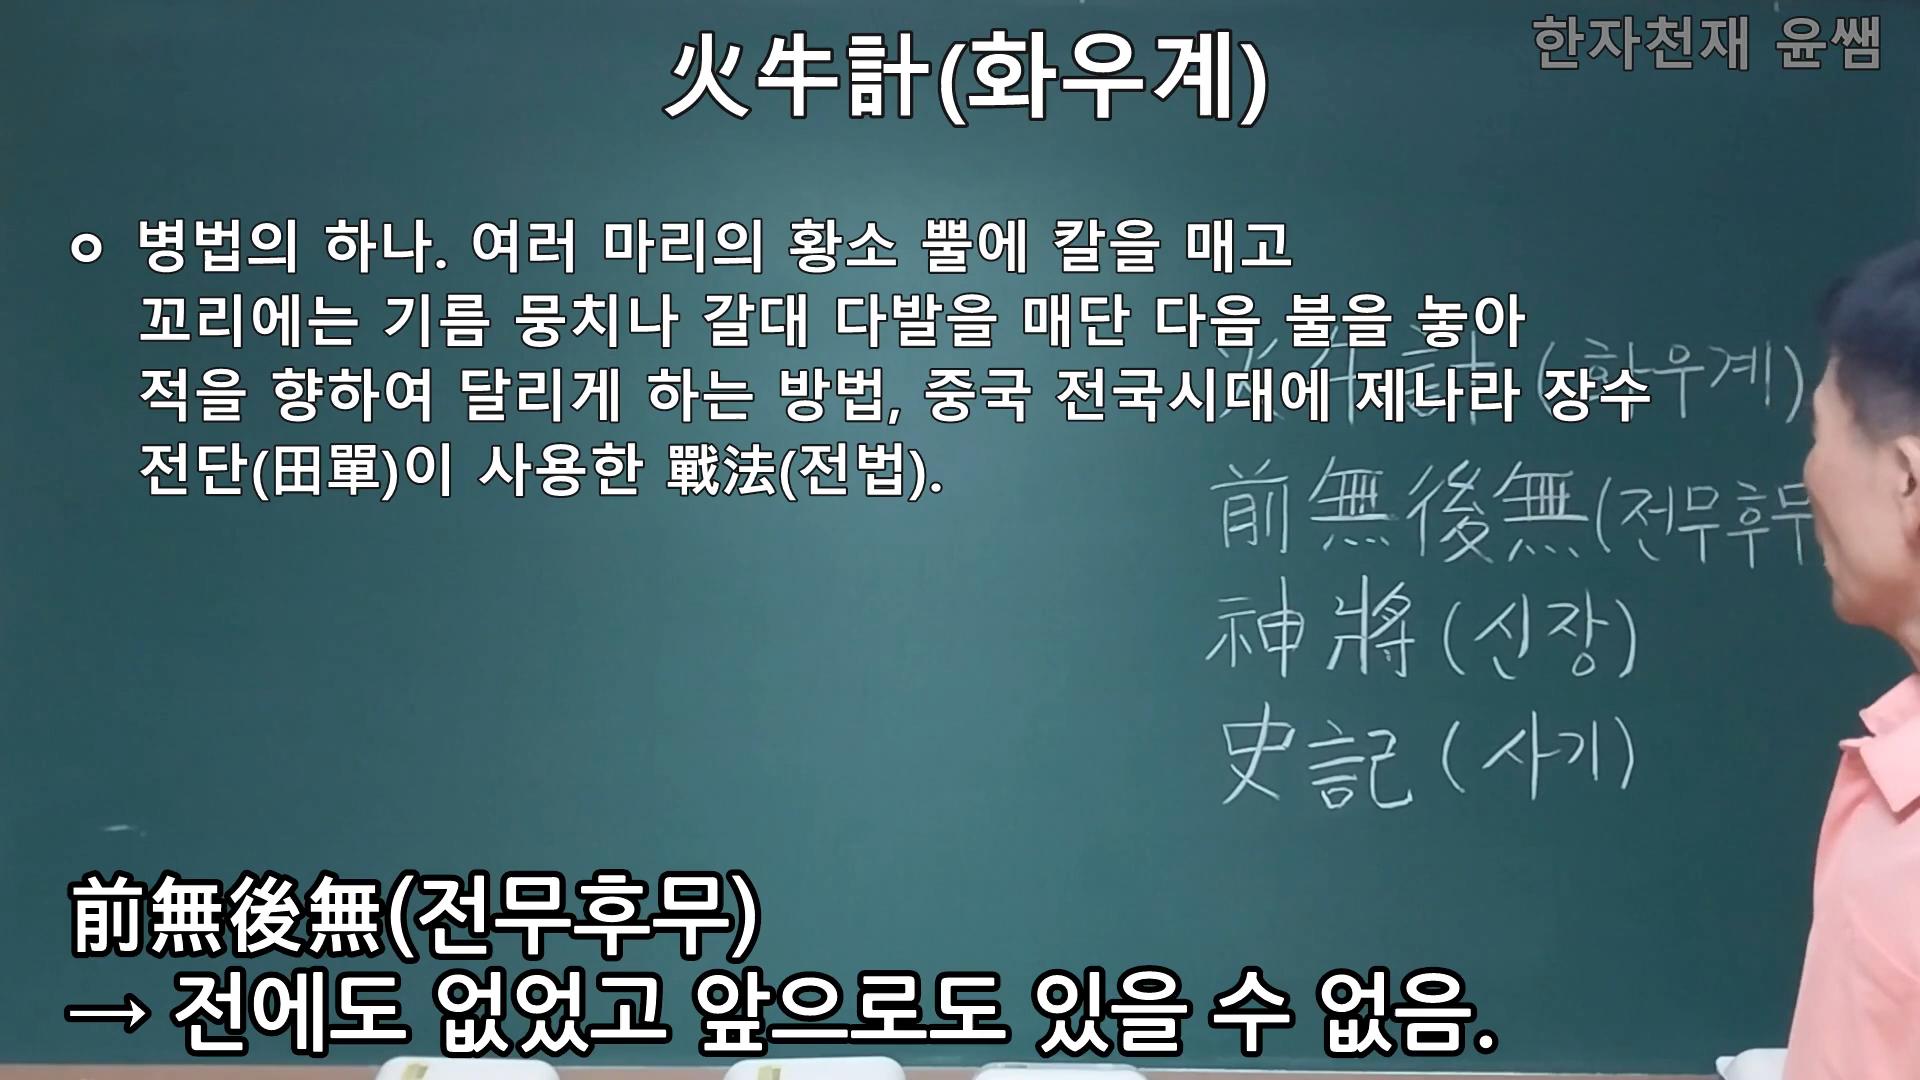 火牛計(화우계)
한자천재 윤쌤
ㅇ 병법의 하나. 여러 마리의 황소 뿔에 칼을 매고
꼬리에는 기름 뭉치나 갈대 다발을 매단 다음 불을 놓아
적을 향하여 달리게 하는 방법, 중국 전국시대에 제나라 장수
전단(田單)이 사용한 戰法(전법).
火牛計(화우계)
前無後無(전무후무
神將(신장)
史記(사기)
前無後無(전무후무)
→ 전에도 없었고 앞으로도 있을 수 없음.